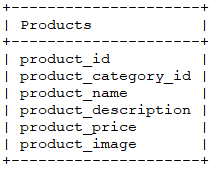 +---------------------+
| Products            |
+---------------------+
| product_id          |
| product_category_id |
| product_name        |
| product_description |
| product_price       |
| product_image       |
+---------------------+